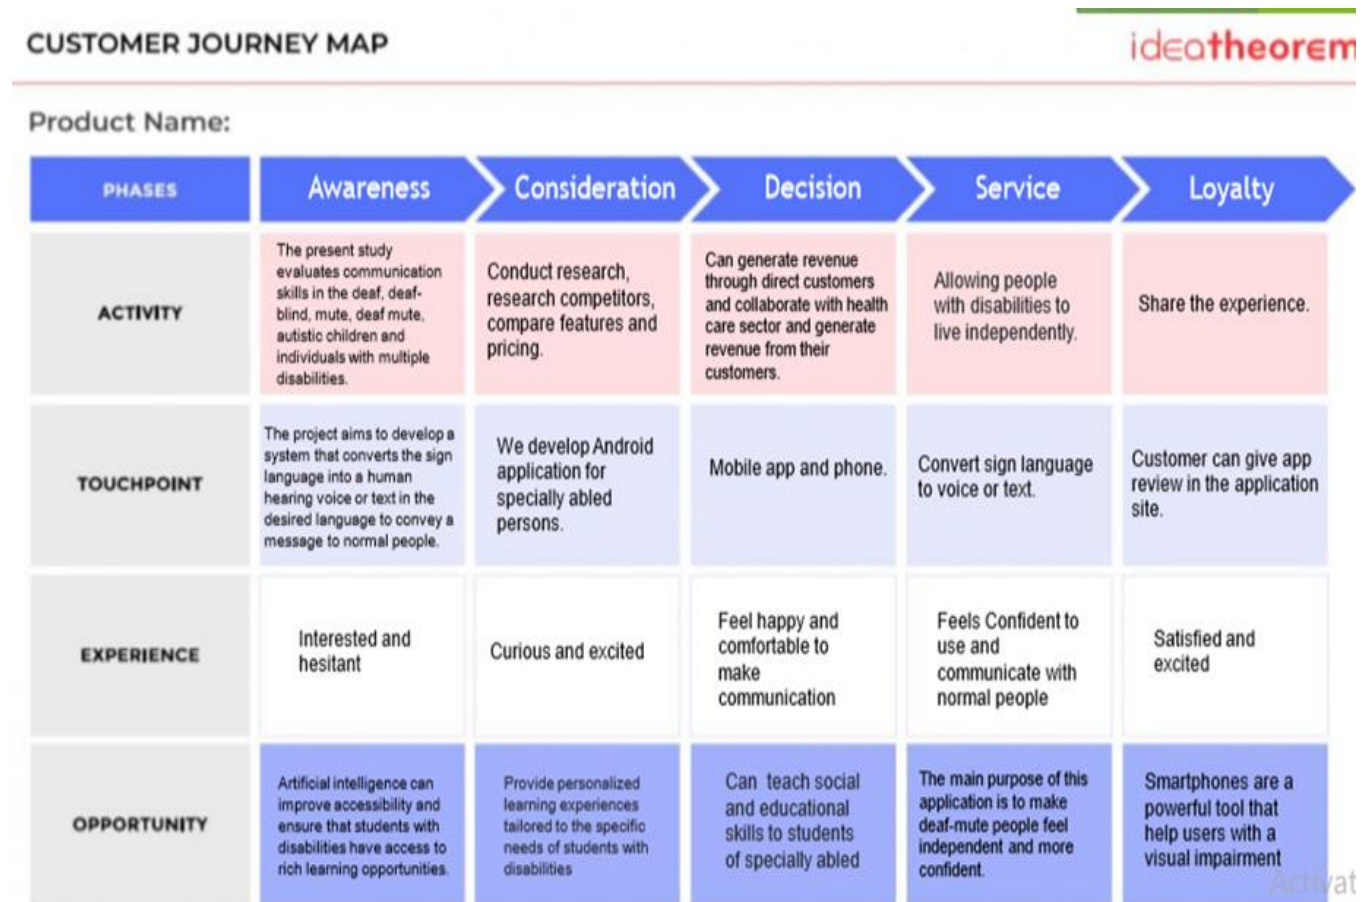 CUSTOMER JOURNEY MAP
ideatheorem
Product Name:
PHASES
Awareness
Consideration
Decision
Service
Loyalty
ACTIVITY
The present study
evaluates communication
skills in the deaf, deaf-
blind, mute, deaf mute,
autistic children and
individuals with multiple
disabilities.
Conduct research,
research competitors,
compare features and
pricing.
Can generate revenue
through direct customers
and collaborate with health
care sector and generate
revenue from their
customers.
Allowing people
with disabilities to
live independently.
Share the experience.
TOUCHPOINT
The project aims to develop a
system that converts the sign
language into a human
hearing voice or text in the
desired language to convey a
message to normal people.
We develop Android
application for
specially abled
persons.
Mobile app and phone.
Convert sign language
to voice or text.
Customer can give app
review in the application
site.
EXPERIENCE
Interested and
hesitant
Curious and excited
Feel happy and
comfortable to
make
communication
Feels Confident to
use and
communicate with
normal people
Satisfied and
excited
OPPORTUNITY
Artificial intelligence can
improve accessibility and
ensure that students with
disabilities have access to
rich learning opportunities.
Provide personalized
learning experiences
tailored to the specific
needs of students with
disabilities
Can teach social
and educational
skills to students
of specially abled
The main purpose of this
application is to make
deaf-mute people feel
independent and more
confident.
Smartphones are a
powerful tool that
help users with a
visual impairment
Activat